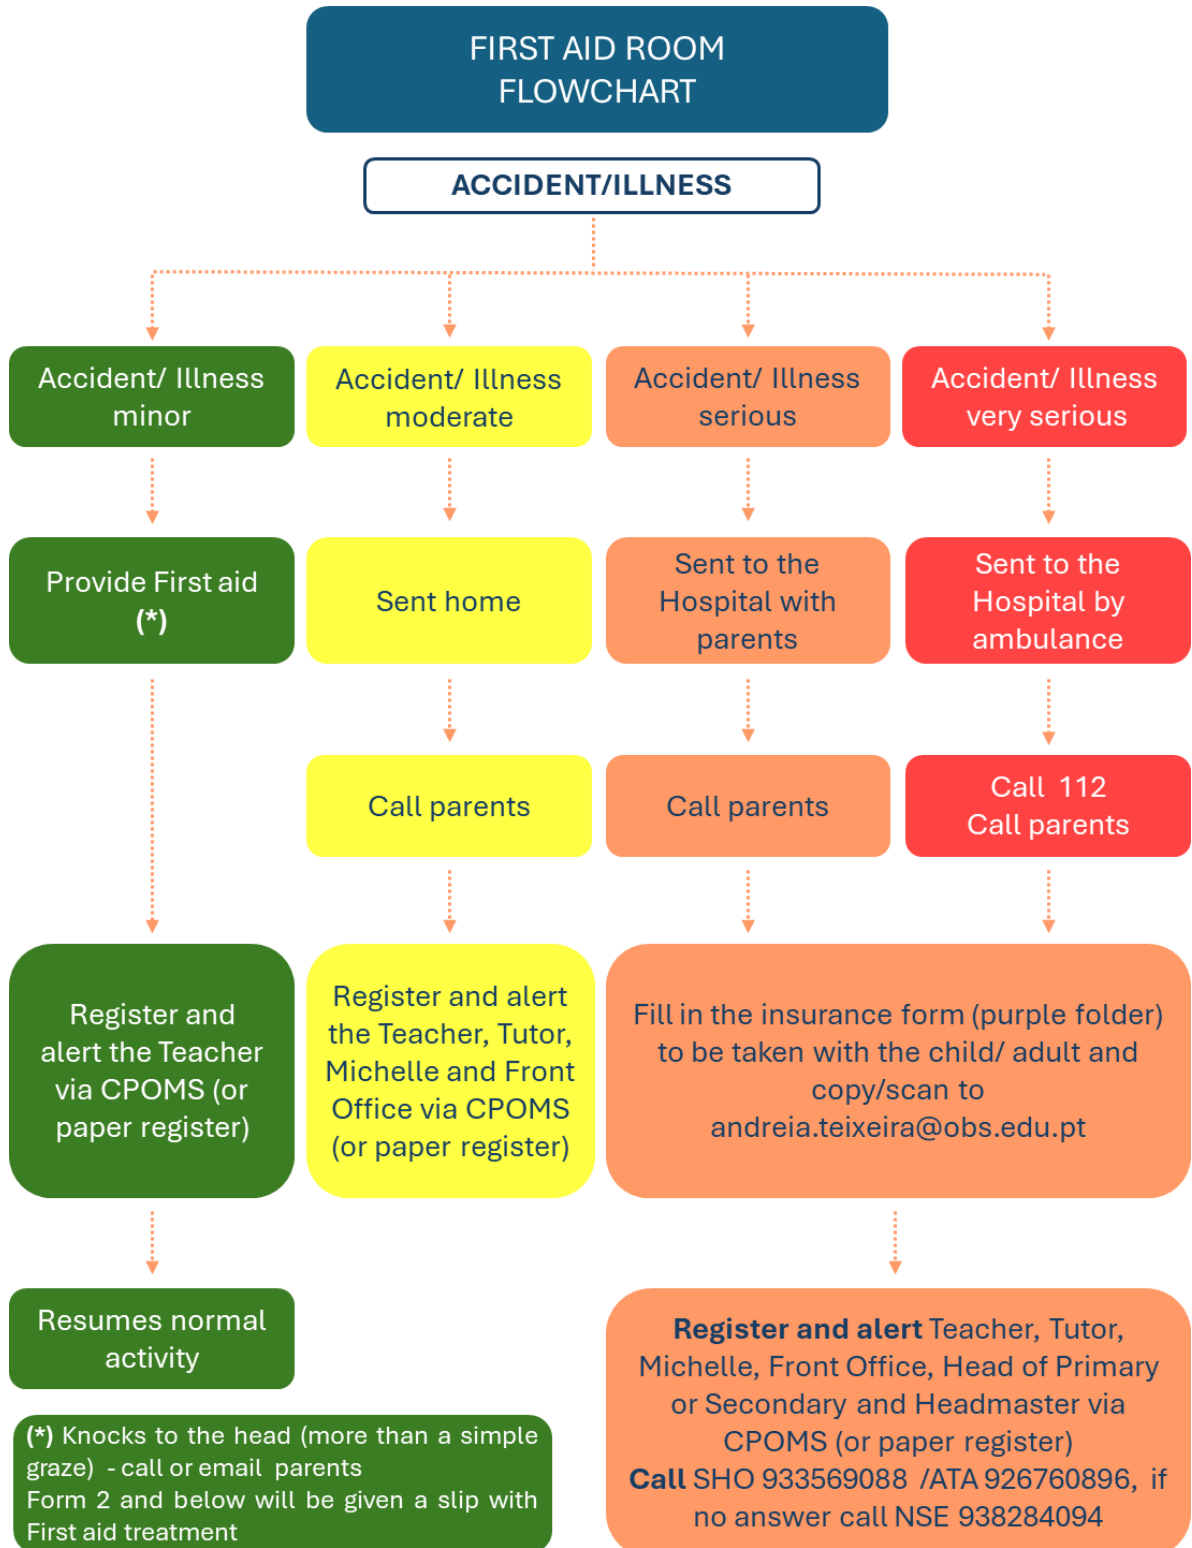 FIRST AID ROOM
FLOWCHART
ACCIDENT/ILLNESS
Accident/ Illness
minor
Accident/ Illness
moderate
Accident/ Illness
serious
Accident/ Illness
very serious
Provide First aid
(*)
Sent home
Sent to the
Hospital with
parents
Sent to the
Hospital by
ambulance
Call parents
Call parents
Call 112
Call parents
Register and
alert the Teacher
via CPOMS (or
paper register)
Register and alert
the Teacher, Tutor,
Michelle and Front
Office via CPOMS
(or paper register)
Fill in the insurance form (purple folder)
to be taken with the child/ adult and
copy/scan to
andreia.teixeira@obs.edu.pt
Resumes normal
activity
Register and alert Teacher, Tutor,
Michelle, Front Office, Head of Primary
or Secondary and Headmaster via
CPOMS (or paper register)
Call SHO 933569088 /ATA 926760896, if
no answer call NSE 938284094
(*) Knocks to the head (more than a simple
graze) - call or email parents
Form 2 and below will be given a slip with
First aid treatment